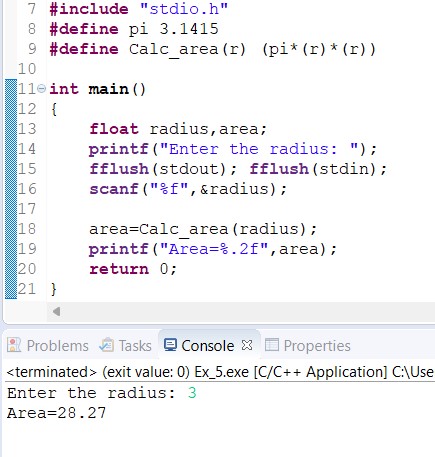 7 #include "stdio.h"
8 #define pi 3.1415
9 #define Calc_area(r) (pi*(r)*(r))
10
11 int main()
12 {
13 float radius,area;
14 printf("Enter the radius: ");
15 fflush(stdout); fflush(stdin);
16 scanf("%f",&radius);
17
18 area=Calc_area(radius);
19 printf("Area=%.2f",area);
20 return 0;
21 }
Problems Tasks Console Properties
<terminated> (exit value: 0) Ex_5.exe [C/C++ Application] C:\Use
Enter the radius: 3
Area=28.27